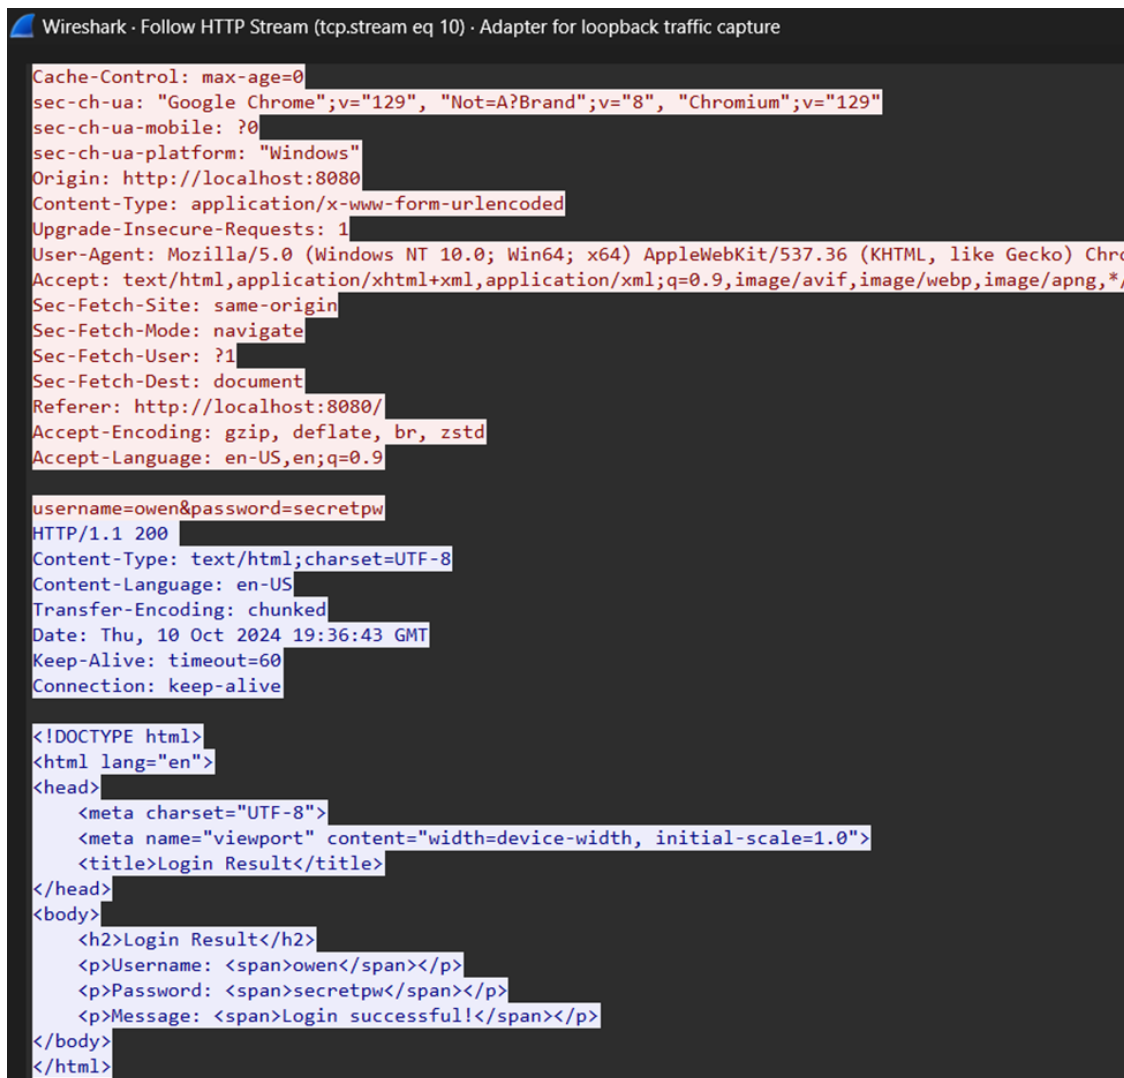 Wireshark · Follow HTTP Stream (tcp.stream eq 10) · Adapter for loopback traffic capture
Cache-Control: max-age=0
sec-ch-ua: "Google Chrome";v="129", "Not=A?Brand";v="8", "Chromium";v="129"
sec-ch-ua-mobile: ?0
sec-ch-ua-platform: "Windows"
Origin: http://localhost:8080
Content-Type: application/x-www-form-urlencoded
Upgrade-Insecure-Requests: 1
User-Agent: Mozilla/5.0 (Windows NT 10.0; Win64; x64) AppleWebKit/537.36 (KHTML, like Gecko) Chro
Accept: text/html,application/xhtml+xml,application/xml;q=0.9,image/avif,image/webp,image/apng,*/
Sec-Fetch-Site: same-origin
Sec-Fetch-Mode: navigate
Sec-Fetch-User: ?1
Sec-Fetch-Dest: document
Referer: http://localhost:8080/
Accept-Encoding: gzip, deflate, br, zstd
Accept-Language: en-US,en;q=0.9
username=owen&password=secretpw
HTTP/1.1 200
Content-Type: text/html;charset=UTF-8
Content-Language: en-US
Transfer-Encoding: chunked
Date: Thu, 10 Oct 2024 19:36:43 GMT
Keep-Alive: timeout=60
Connection: keep-alive
<!DOCTYPE html>
<html lang="en">
<head>
    <meta charset="UTF-8">
    <meta name="viewport" content="width=device-width, initial-scale=1.0">
    <title>Login Result</title>
</head>
<body>
    <h2>Login Result</h2>
    <p>Username: <span>owen</span></p>
    <p>Password: <span>secretpw</span></p>
    <p>Message: <span>Login successful!</span></p>
</body>
</html>